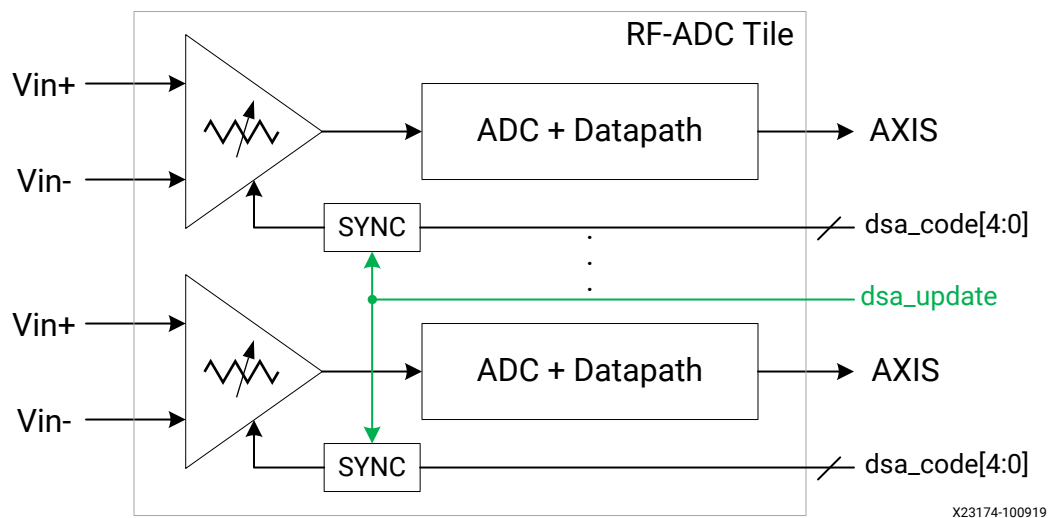 RF-ADC Tile
Vin+
ADC + Datapath
AXIS
Vin-
SYNC
dsa_code[4:0]
dsa_update
Vin+
ADC + Datapath
AXIS
Vin-
SYNC
dsa_code[4:0]
X23174-100919